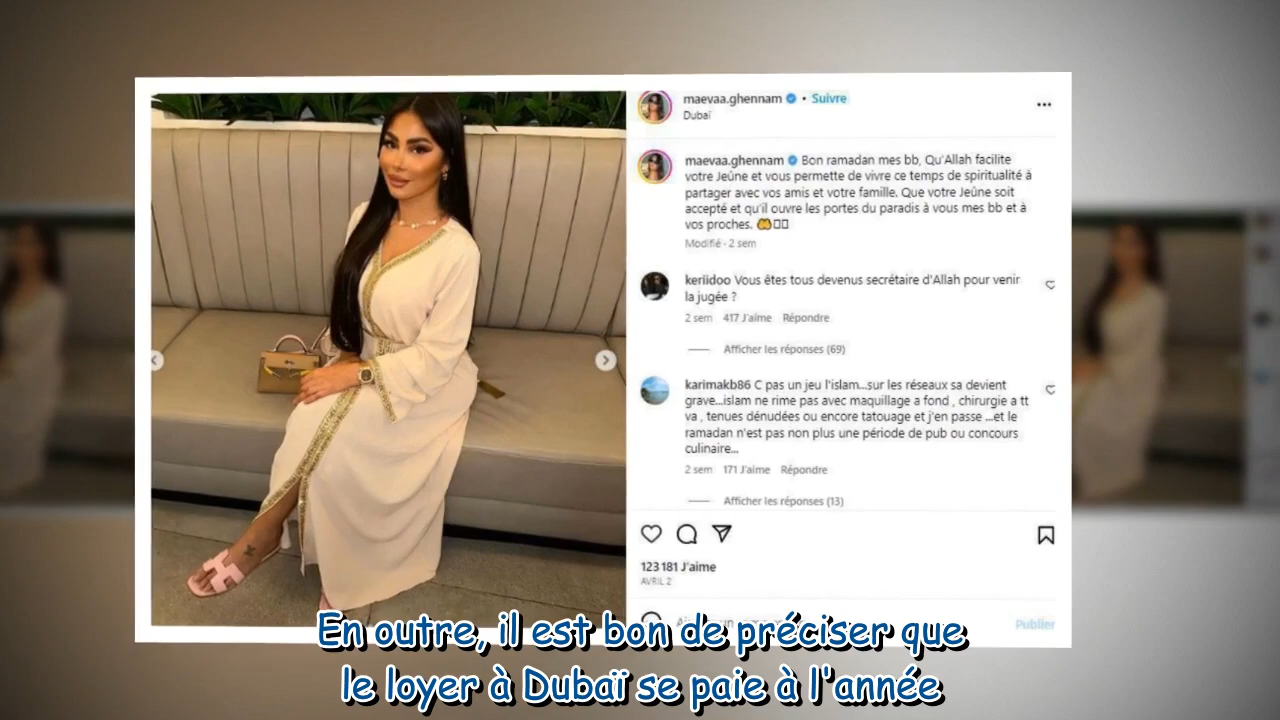 maevaa.ghennam • Suivre
Dubaï
maevaa.ghennam Bon ramadan mes bb, Qu'Allah facilite
votre Jeûne et vous permette de vivre ce temps de spiritualité à
partager avec vos amis et votre famille. Que votre Jeûne soit
accepté et qu'il ouvre les portes du paradis à vous mes bb et à
vos proches.
Modifié · 2 sem
keriidoo Vous êtes tous devenus secrétaire d'Allah pour venir
la jugée ?
2 sem 417 J'aime Répondre
Afficher les réponses (69)
karimakb86 C pas un jeu l'islam...sur les réseaux sa devient
grave...islam ne rime pas avec maquillage a fond , chirurgie a tt
va , tenues dénudées ou encore tatouage et j'en passe ...et le
ramadan n'est pas non plus une période de pub ou concours
culinaire...
2 sem 171 J'aime Répondre
Afficher les réponses (13)
123 181 J'aime
AVRIL 2
Publier
En outre, il est bon de préciser que
le loyer à Dubaï se paie à l'année